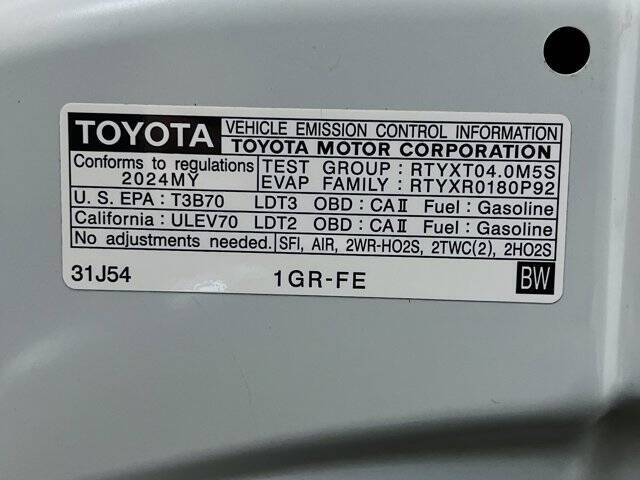 TOYOTA
VEHICLE EMISSION CONTROL INFORMATION
TOYOTA MOTOR CORPORATION
Conforms to regulations
2024MY
TEST GROUP : RTYXT04.0M5S
EVAP FAMILY : RTYXR0180P92
U. S. EPA : T3B70 LDT3 OBD : CAⅡ Fuel : Gasoline
California : ULEV70 LDT2 OBD : CAⅡ Fuel : Gasoline
No adjustments needed. SFI, AIR, 2WR-HO2S, 2TWC(2), 2HO2S
31J54 1GR-FE BW